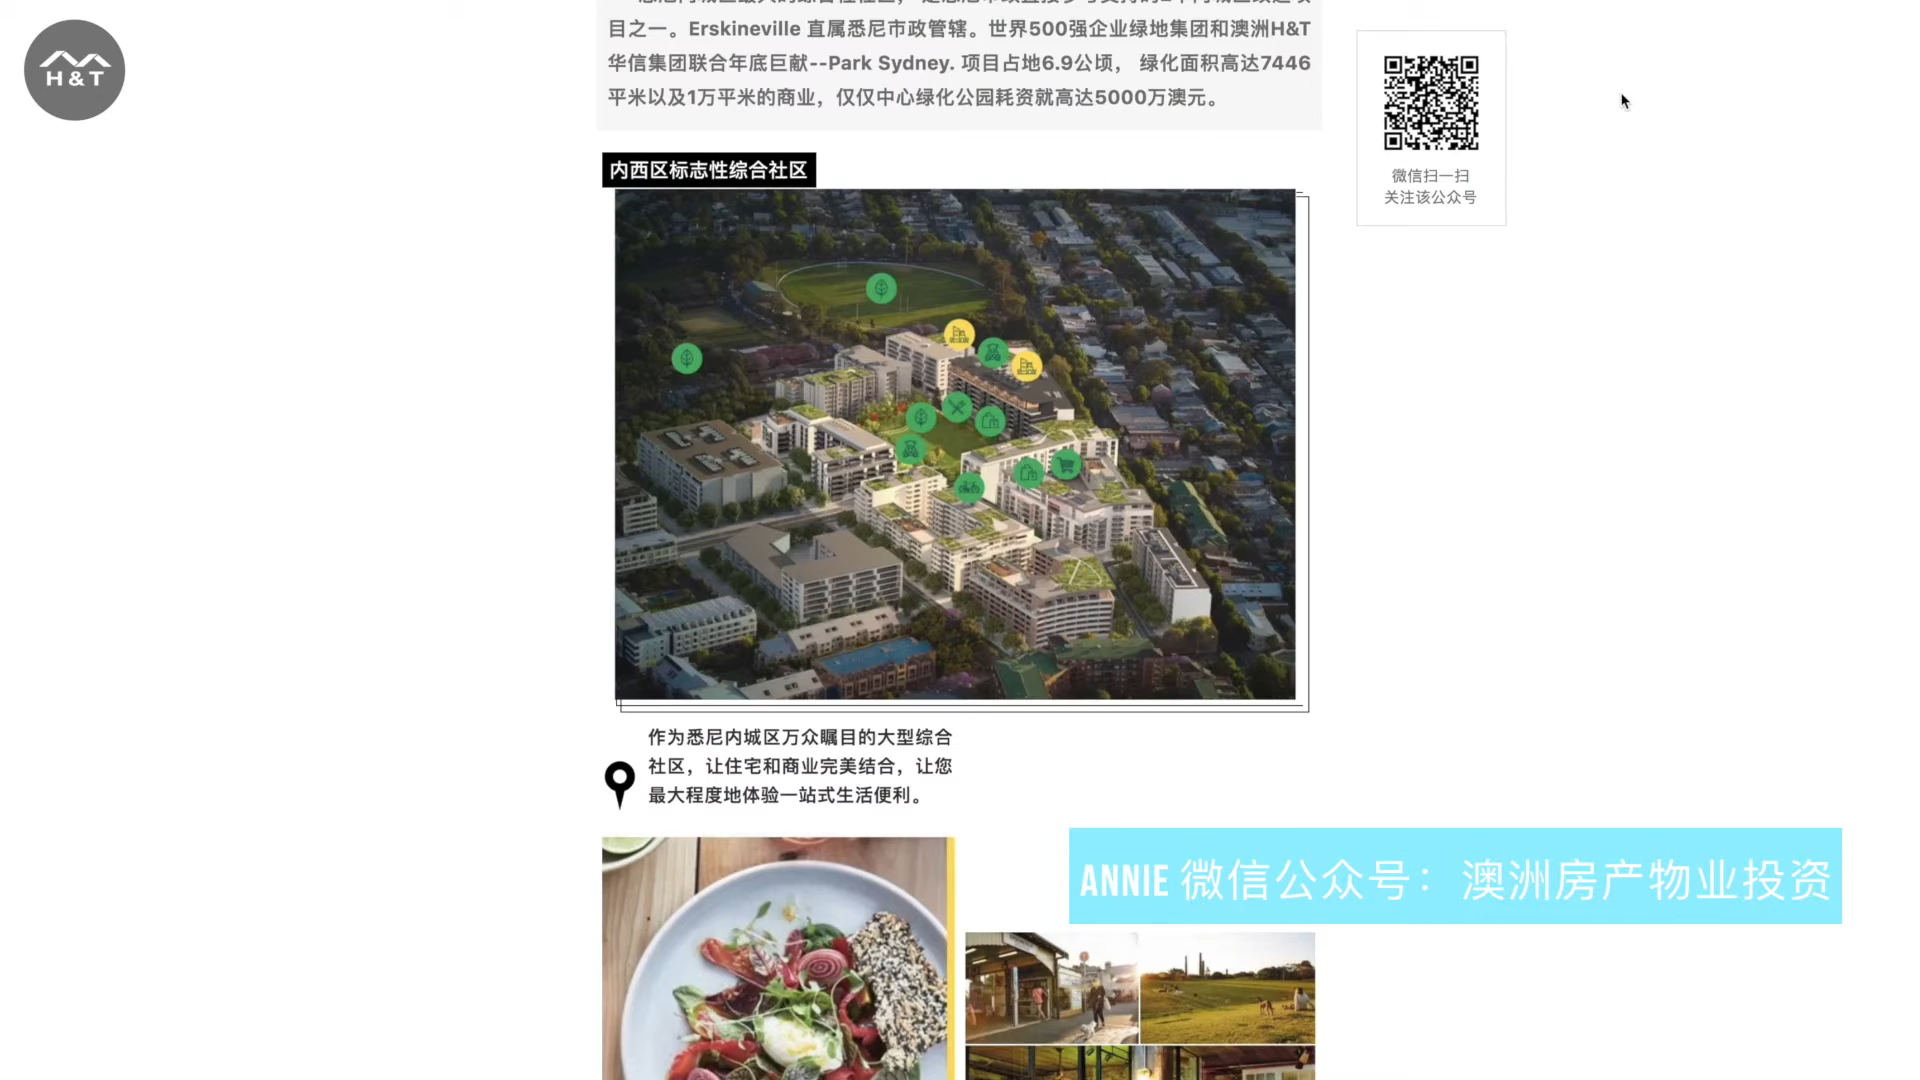 目之一。Erskineville 直属悉尼市政管辖。世界500强企业绿地集团和澳洲H&T
华信集团联合年底巨献--Park Sydney. 项目占地6.9公顷， 绿化面积高达7446
平米以及1万平米的商业，仅仅中心绿化公园耗资就高达5000万澳元。
H&T
微信扫一扫
关注该公众号
内西区标志性综合社区
作为悉尼内城区万众瞩目的大型综合
社区，让住宅和商业完美结合，让您
最大程度地体验一站式生活便利。
ANNIE 微信公众号：澳洲房产物业投资